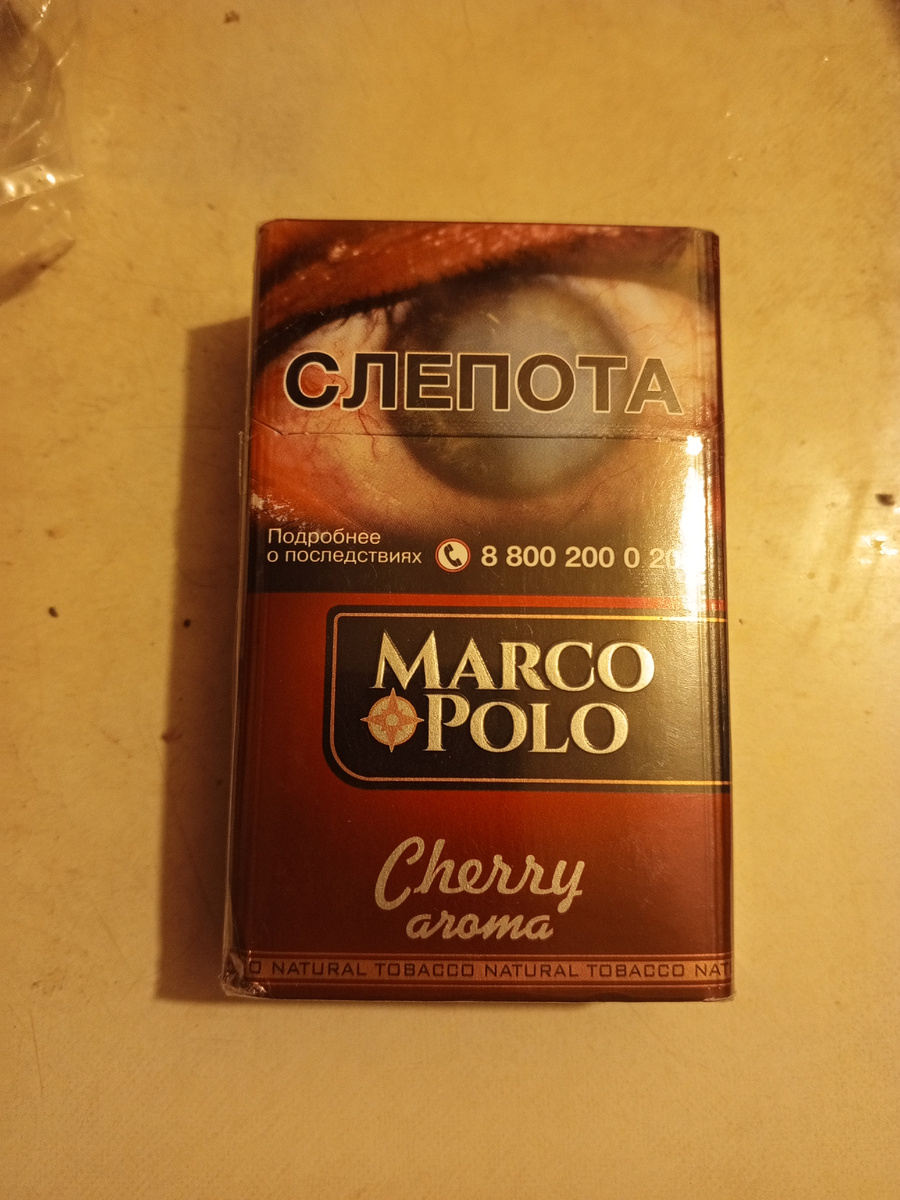 СЛЕПОТА
Подробнее
о последствиях
8 800 200 0 20
MARCO
POLO
Cherry
aroma
NATURAL TOBACCO NATURAL TOBACCO